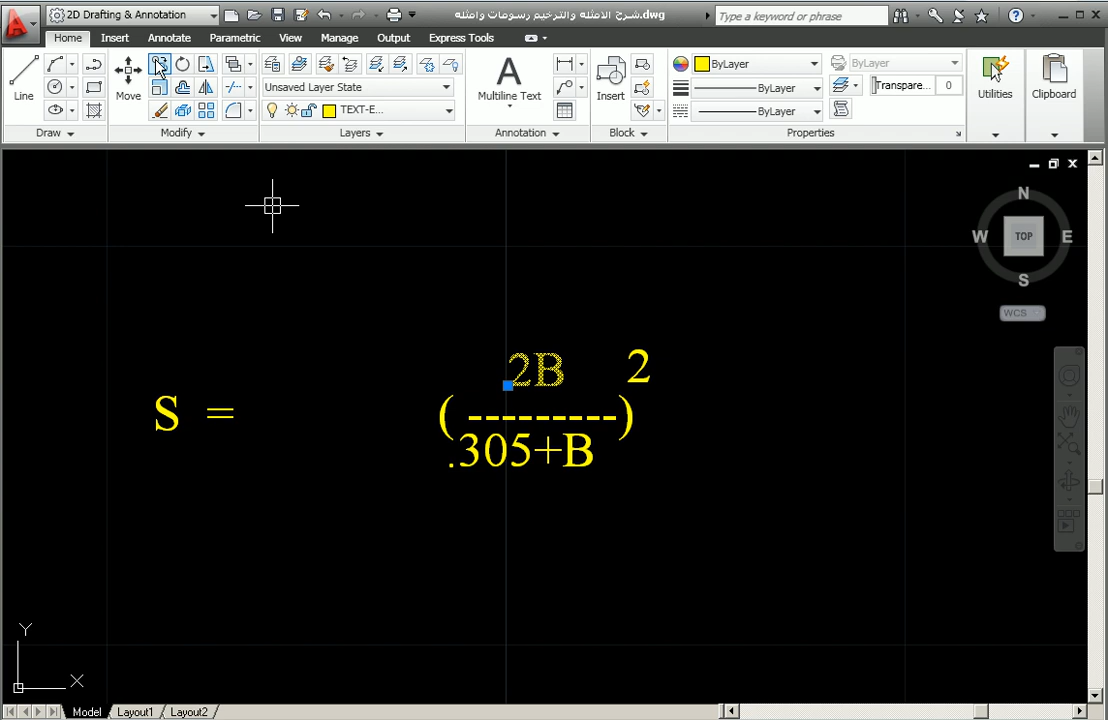 2D Drafting & Annotation
شرح الامثله والترخيم رسومات وامثله.dwg
Type a keyword or phrase
Home Insert Annotate Parametric View Manage Output Express Tools
Line
Move
Unsaved Layer State
TEXT-E...
Multiline Text
Insert
ByLayer
ByLayer
ByLayer
ByLayer
Transpare... 0
Utilities
Clipboard
Draw Modify Layers Annotation Block Properties
N
W TOP E
S
WCS
2B 2
S = ( --------- )
.305+B
Y
X
Model Layout1 Layout2